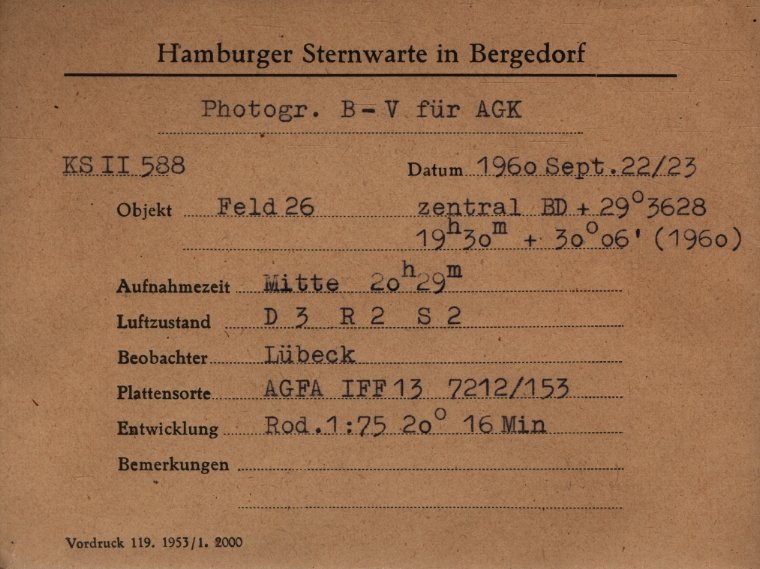 Hamburger Sternwarte in Bergedorf
Photogr. B-V für AGK
KS II 588 Datum 1960 Sept.22/23
Objekt Feld 26 zentral BD + 29°3628
19h30m + 30°06' (1960)
Aufnahmezeit Mitte 20h29m
Luftzustand D 3 R 2 S 2
Beobachter Lübeck
Plattensorte AGFA IFF 13 7212/153
Entwicklung Rod.1:75 20° 16 Min
Bemerkungen
Vordruck 119. 1953/1. 2000